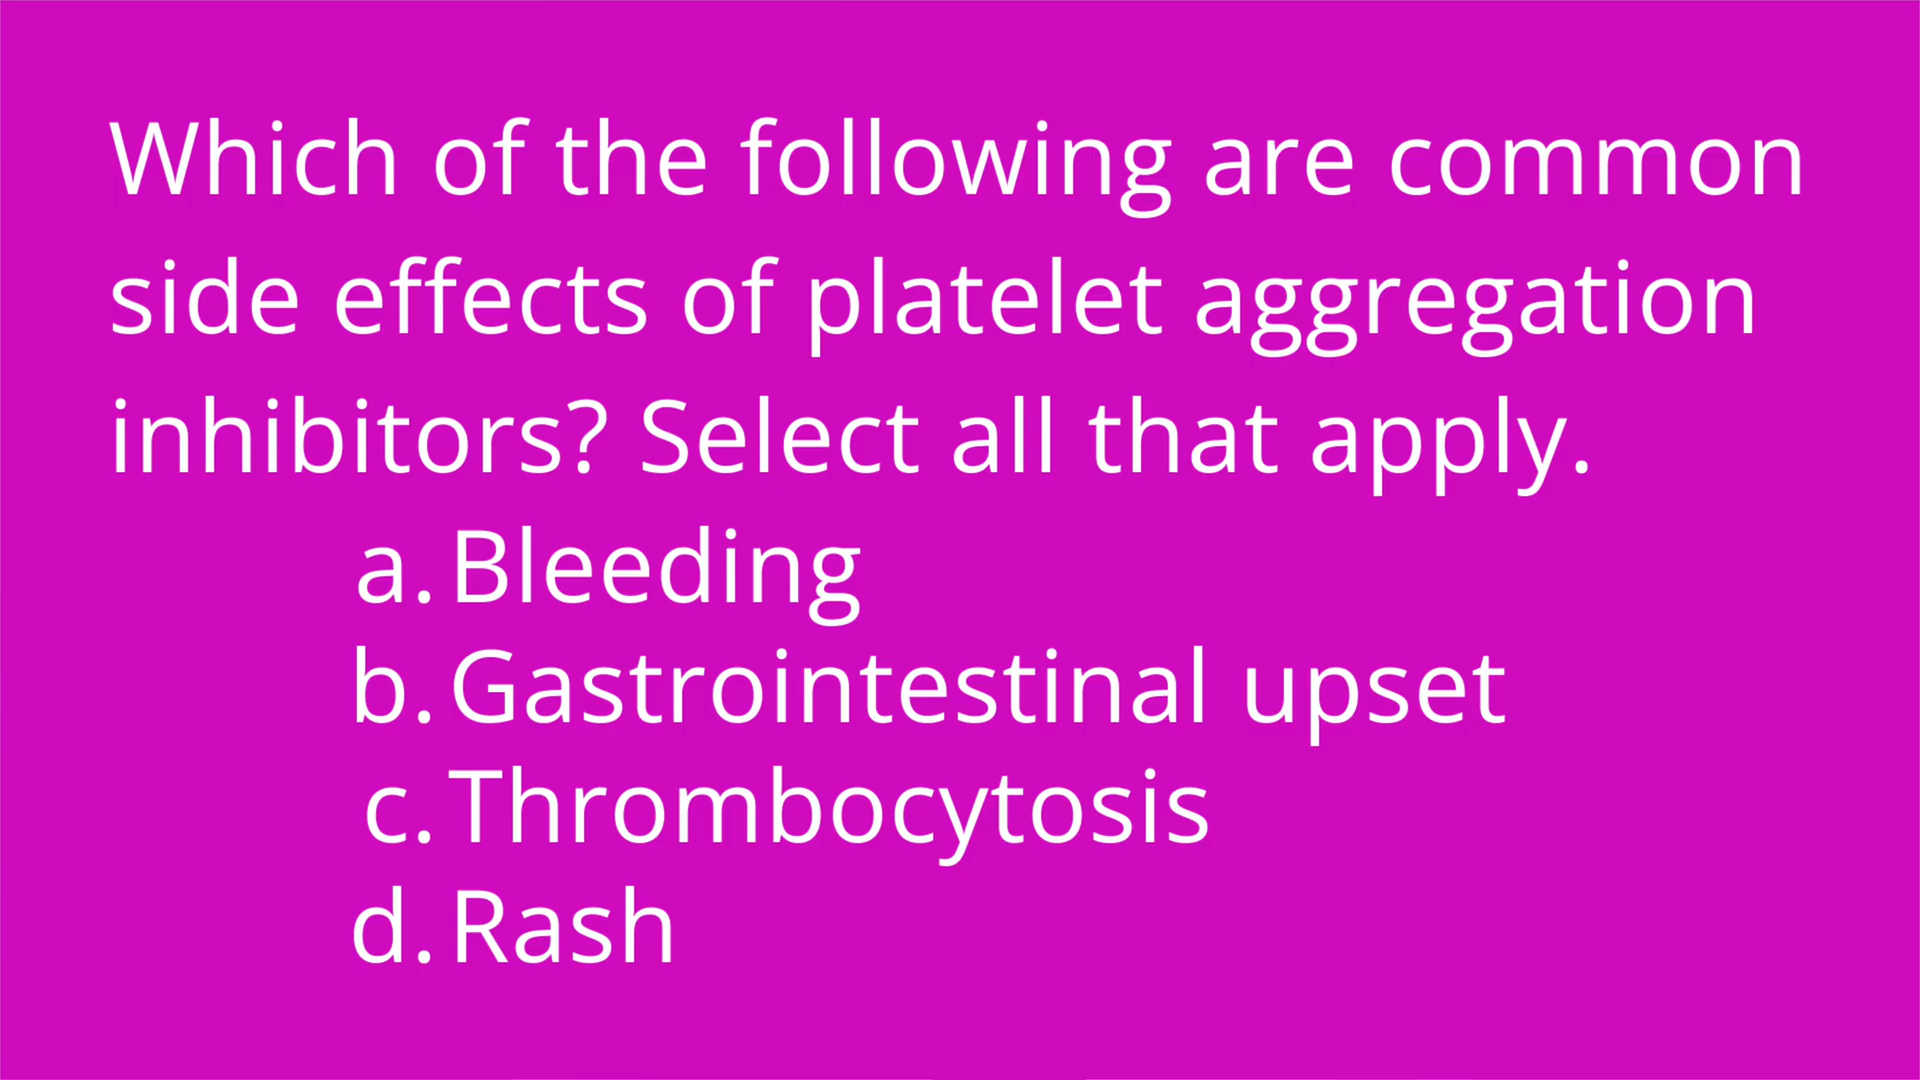 Which of the following are common
side effects of platelet aggregation
inhibitors? Select all that apply.
a. Bleeding
b. Gastrointestinal upset
c. Thrombocytosis
d. Rash